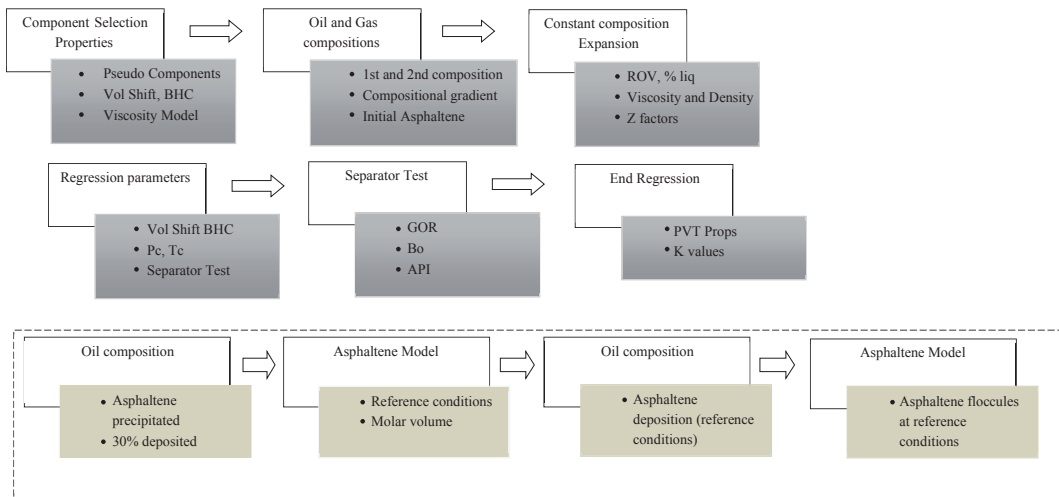 Component Selection
Properties
• Pseudo Components
• Vol Shift, BHC
• Viscosity Model
Oil and Gas
compositions
• 1st and 2nd composition
• Compositional gradient
• Initial Asphaltene
Constant composition
Expansion
• ROV, % liq
• Viscosity and Density
• Z factors
Regression parameters
• Vol Shift BHC
• Pc, Tc
• Separator Test
Separator Test
• GOR
• Bo
• API
End Regression
• PVT Props
• K values
Oil composition
• Asphaltene
precipitated
• 30% deposited
Asphaltene Model
• Reference conditions
• Molar volume
Oil composition
• Asphaltene
deposition (reference
conditions)
Asphaltene Model
• Asphaltene floccules
at reference
conditions